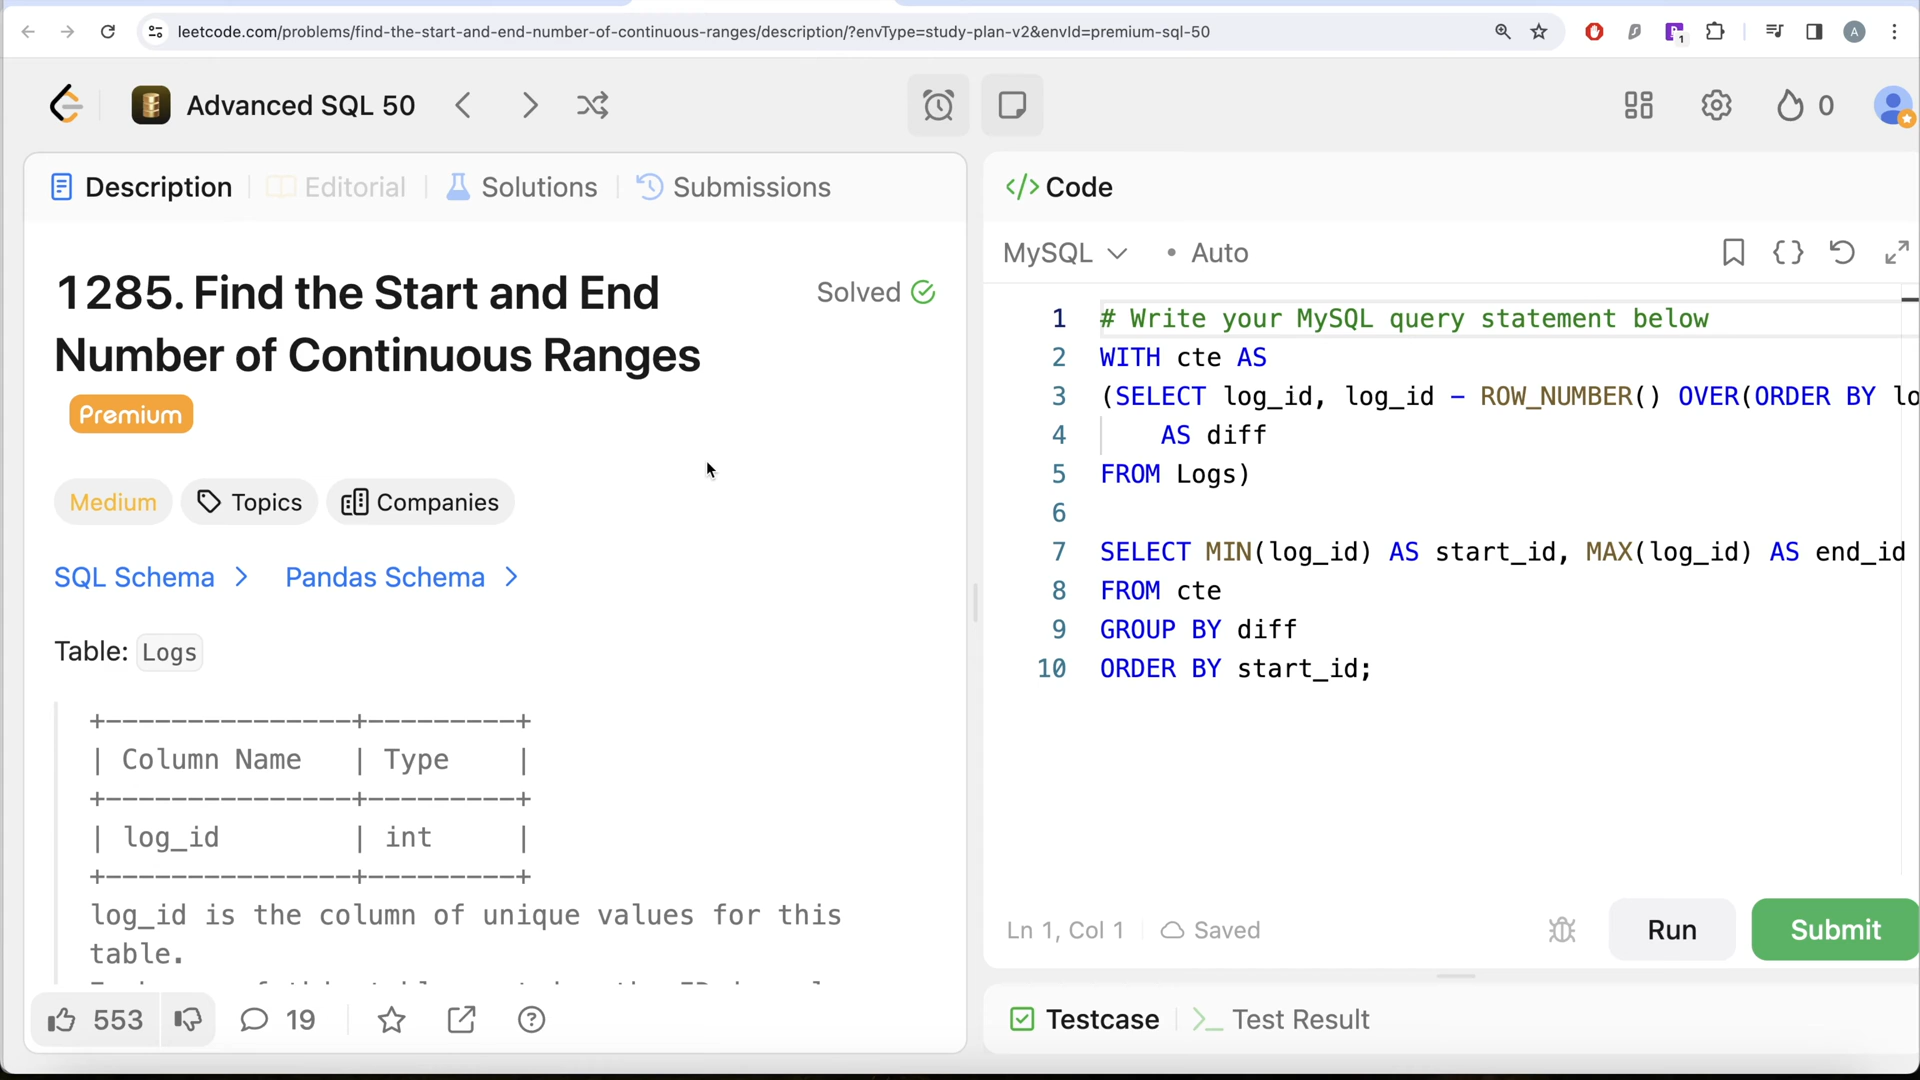 leetcode.com/problems/find-the-start-and-end-number-of-continuous-ranges/description/?envType=study-plan-v2&envId=premium-sql-50
1
A
Advanced SQL 50
0
Description
Editorial
Solutions
Submissions
</> Code
MySQL
• Auto
1285. Find the Start and End
Number of Continuous Ranges
Solved
Premium
Medium
Topics
Companies
SQL Schema >
Pandas Schema >
Table: Logs
+---------------+---------+
| Column Name   | Type    |
+---------------+---------+
| log_id        | int     |
+---------------+---------+
log_id is the column of unique values for this
table.
553
19
1 # Write your MySQL query statement below
2 WITH cte AS
3 (SELECT log_id, log_id - ROW_NUMBER() OVER(ORDER BY lo
4     AS diff
5 FROM Logs)
6
7 SELECT MIN(log_id) AS start_id, MAX(log_id) AS end_id
8 FROM cte
9 GROUP BY diff
10 ORDER BY start_id;
Ln 1, Col 1
Saved
Run
Submit
Testcase
>_ Test Result